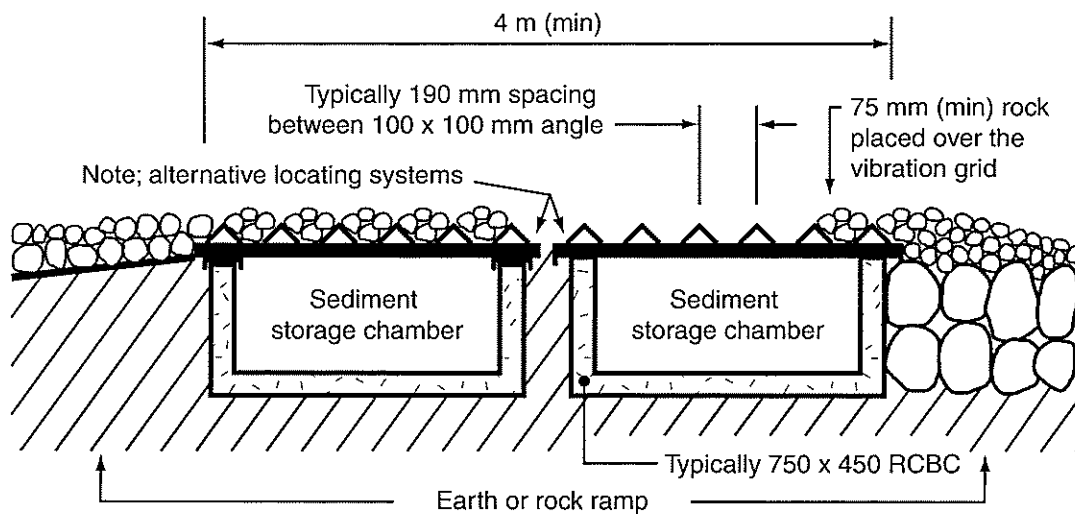 4 m (min)
Typically 190 mm spacing
between 100 x 100 mm angle
75 mm (min) rock
placed over the
vibration grid
Note; alternative locating systems
Sediment
storage chamber
Sediment
storage chamber
Typically 750 x 450 RCBC
Earth or rock ramp